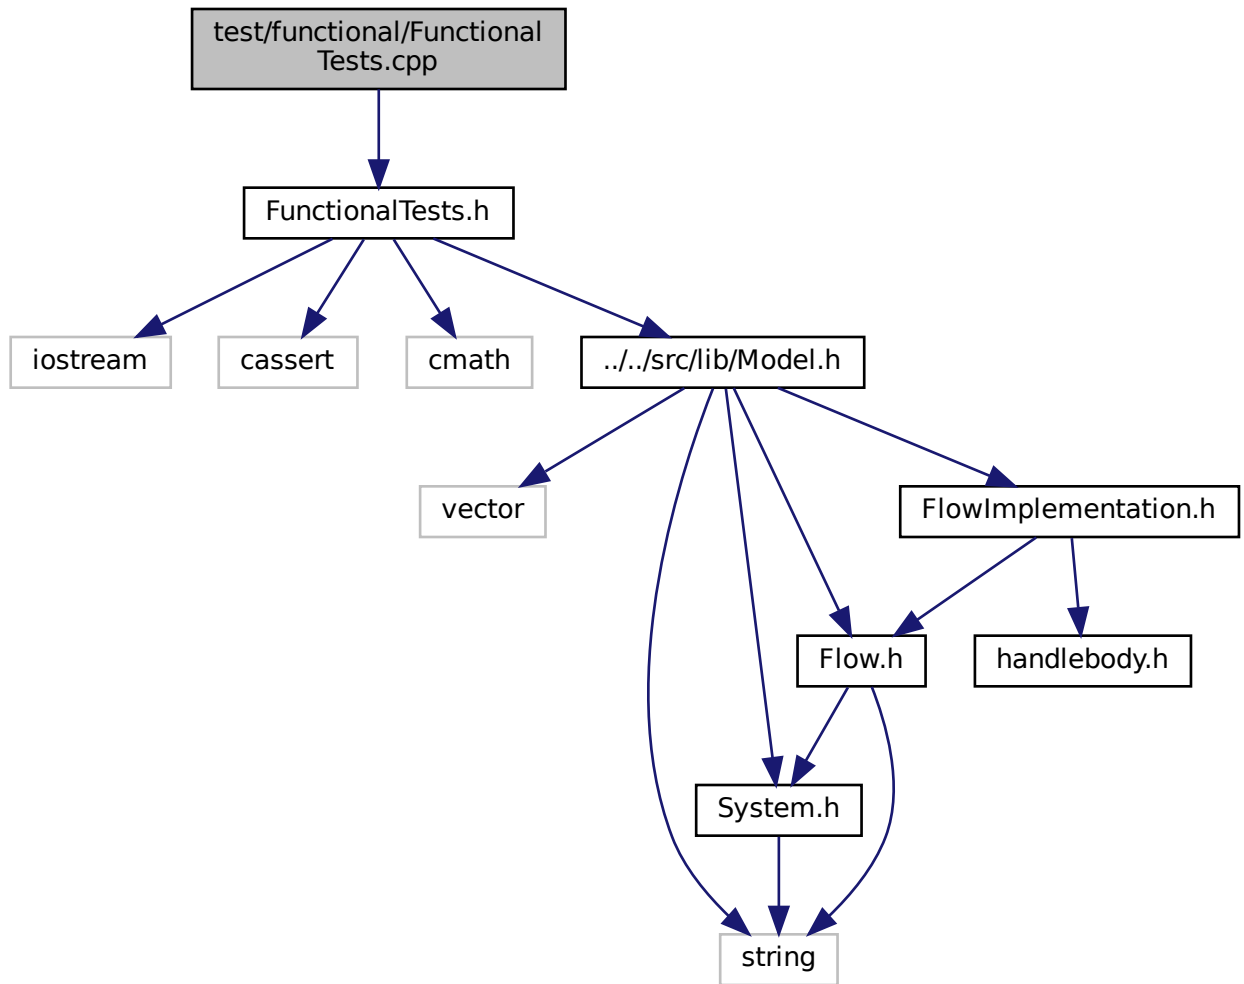 test/functional/Functional
Tests.cpp
FunctionalTests.h
iostream
cassert
cmath
../../src/lib/Model.h
vector
FlowImplementation.h
Flow.h
handlebody.h
System.h
string